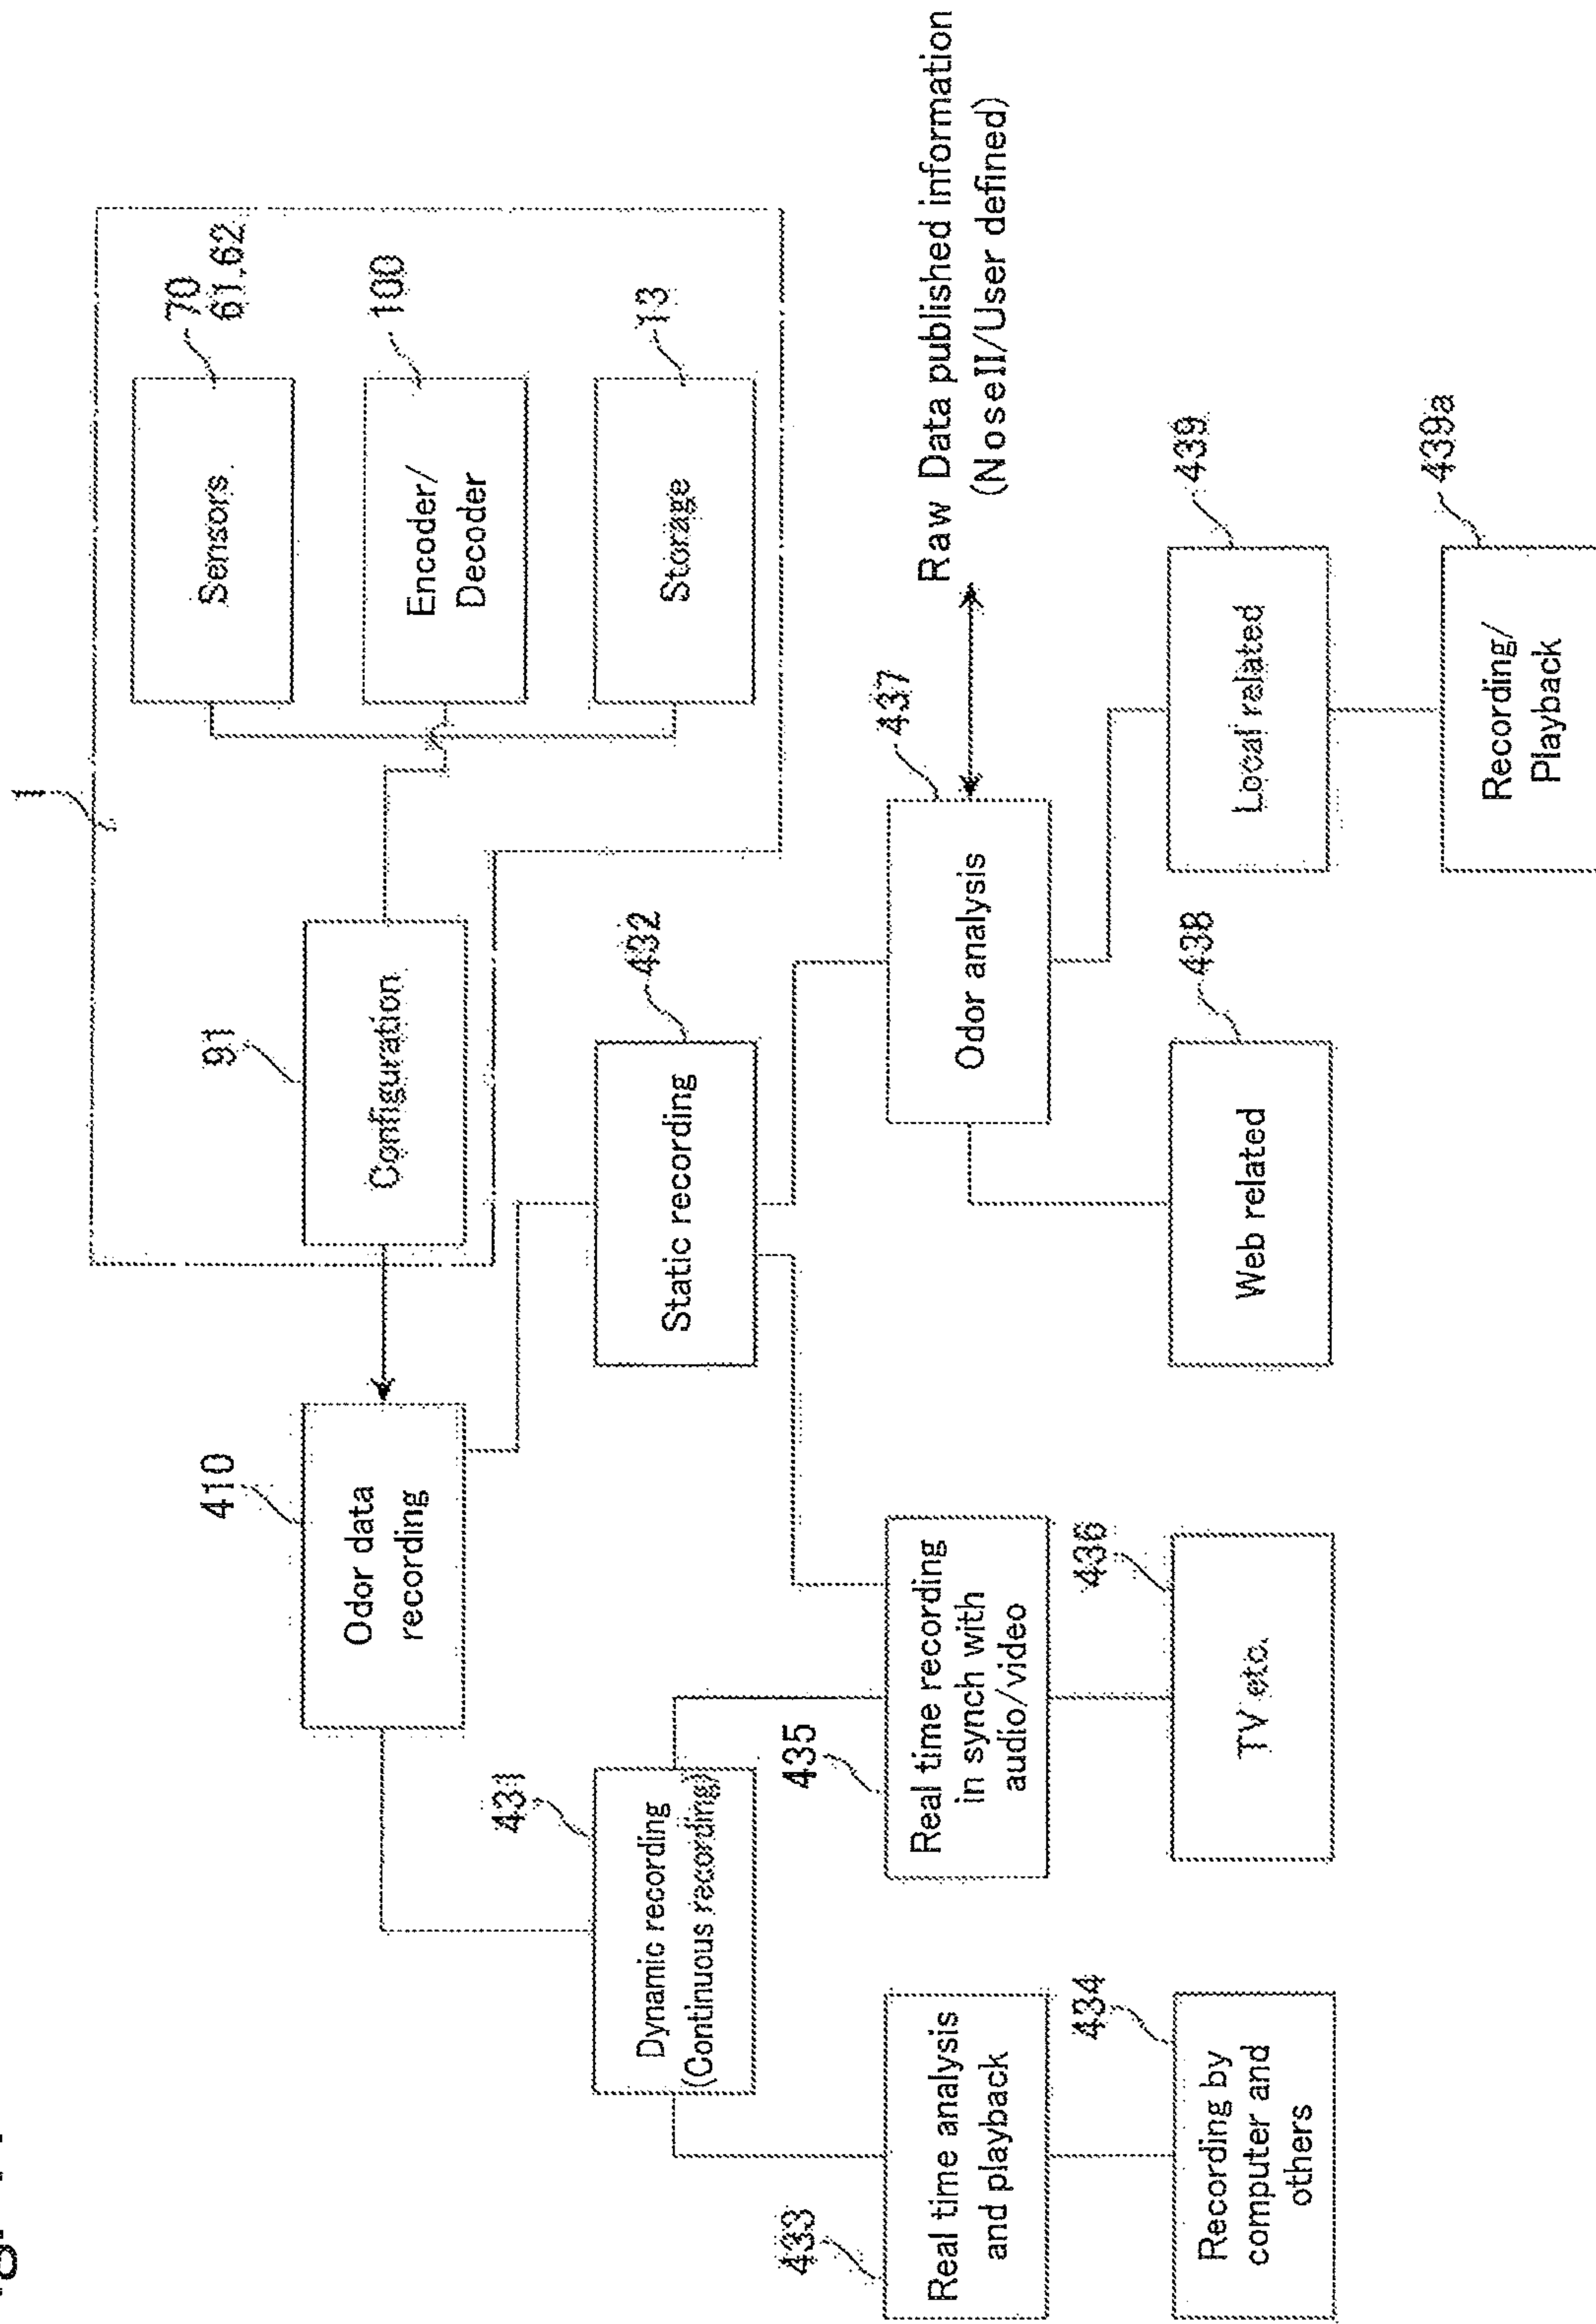 1
70
61,62
Sensors
100
Encoder/
Decoder
13
Storage
91
Configuration
410
Odor data
recording
431
Dynamic recording
(Continuous recording)
432
Static recording
433
Real time analysis
and playback
434
Recording by
computer and
others
435
Real time recording
in synch with
audio/video
436
TV etc.
437
Odor analysis
Raw Data published information
(NoseII/User defined)
438
Web related
439
Local related
439a
Recording/
Playback